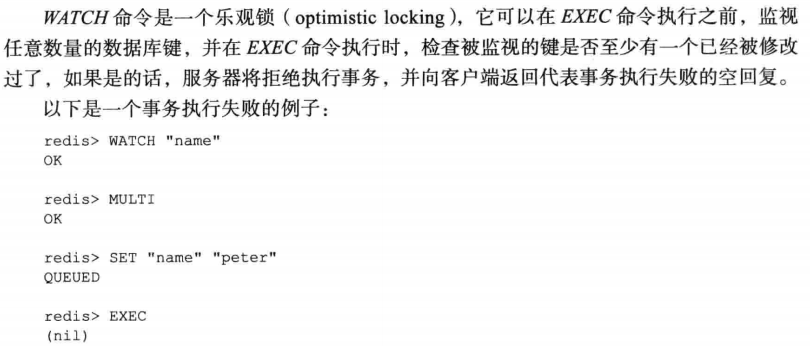 WATCH 命令是一个乐观锁(optimistic locking),它可以在 EXEC 命令执行之前,监视
任意数量的数据库键,并在 EXEC 命令执行时,检查被监视的键是否至少有一个已经被修改
过了,如果是的话,服务器将拒绝执行事务,并向客户端返回代表事务执行失败的空回复。
以下是一个事务执行失败的例子:
redis> WATCH "name"
OK
redis> MULTI
OK
redis> SET "name" "peter"
QUEUED
redis> EXEC
(nil)